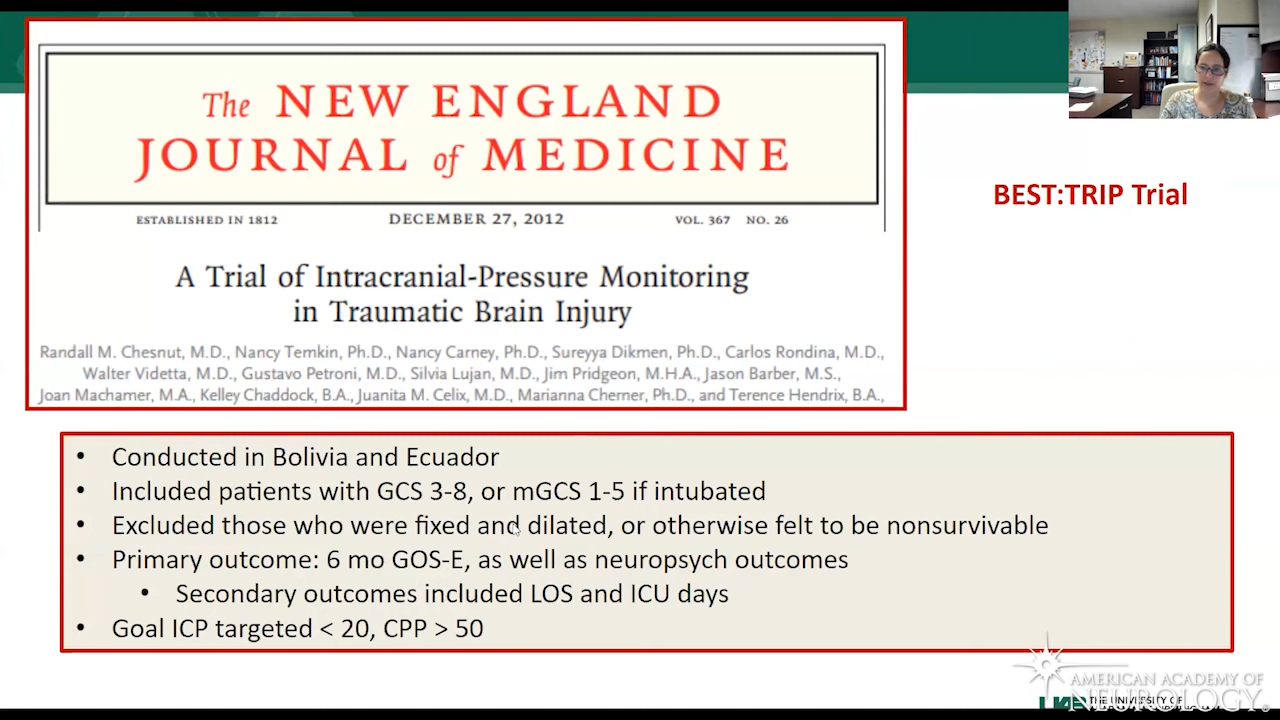 The NEW ENGLAND
JOURNAL of MEDICINE
ESTABLISHED IN 1812 DECEMBER 27, 2012 VOL. 367 NO. 26
BEST:TRIP Trial
A Trial of Intracranial-Pressure Monitoring
in Traumatic Brain Injury
Randall M. Chesnut, M.D., Nancy Temkin, Ph.D., Nancy Carney, Ph.D., Sureyya Dikmen, Ph.D., Carlos Rondina, M.D.,
Walter Videtta, M.D., Gustavo Petroni, M.D., Silvia Lujan, M.D., Jim Pridgeon, M.H.A., Jason Barber, M.S.,
Joan Machamer, M.A., Kelley Chaddock, B.A., Juanita M. Celix, M.D., Marianna Cherner, Ph.D., and Terence Hendrix, B.A.,
• Conducted in Bolivia and Ecuador
• Included patients with GCS 3-8, or mGCS 1-5 if intubated
• Excluded those who were fixed and dilated, or otherwise felt to be nonsurvivable
• Primary outcome: 6 mo GOS-E, as well as neuropsych outcomes
• Secondary outcomes included LOS and ICU days
• Goal ICP targeted < 20, CPP > 50
AMERICAN ACADEMY OF
NEUROLOGY®
THE UNIVERSITY OF